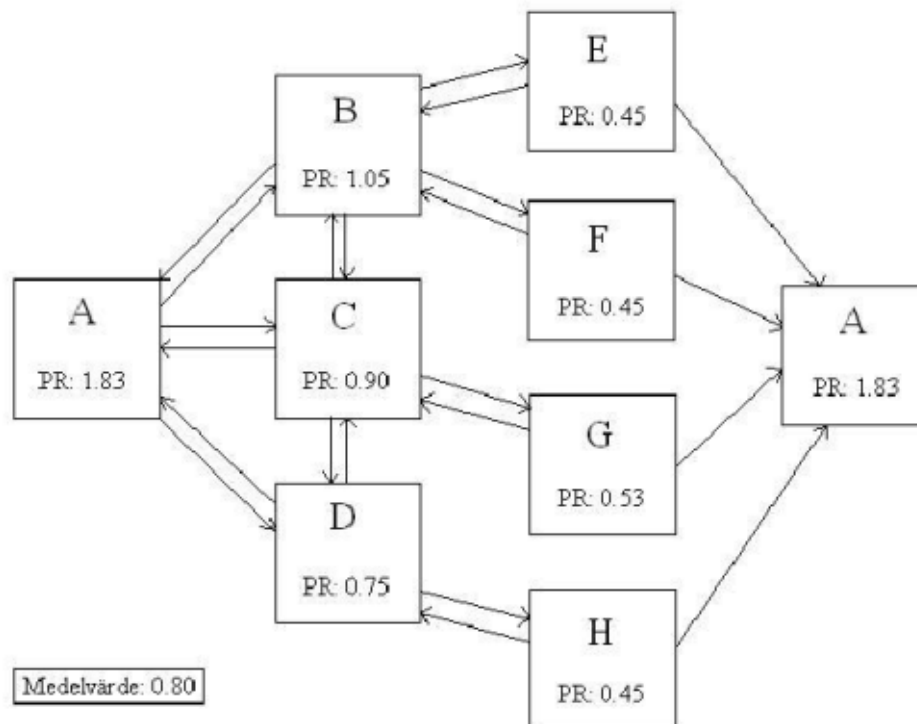 E
PR: 0.45
B
PR: 1.05
F
PR: 0.45
A
PR: 1.83
C
PR: 0.90
A
PR: 1.83
G
PR: 0.53
D
PR: 0.75
H
PR: 0.45
Medelvärde: 0.80